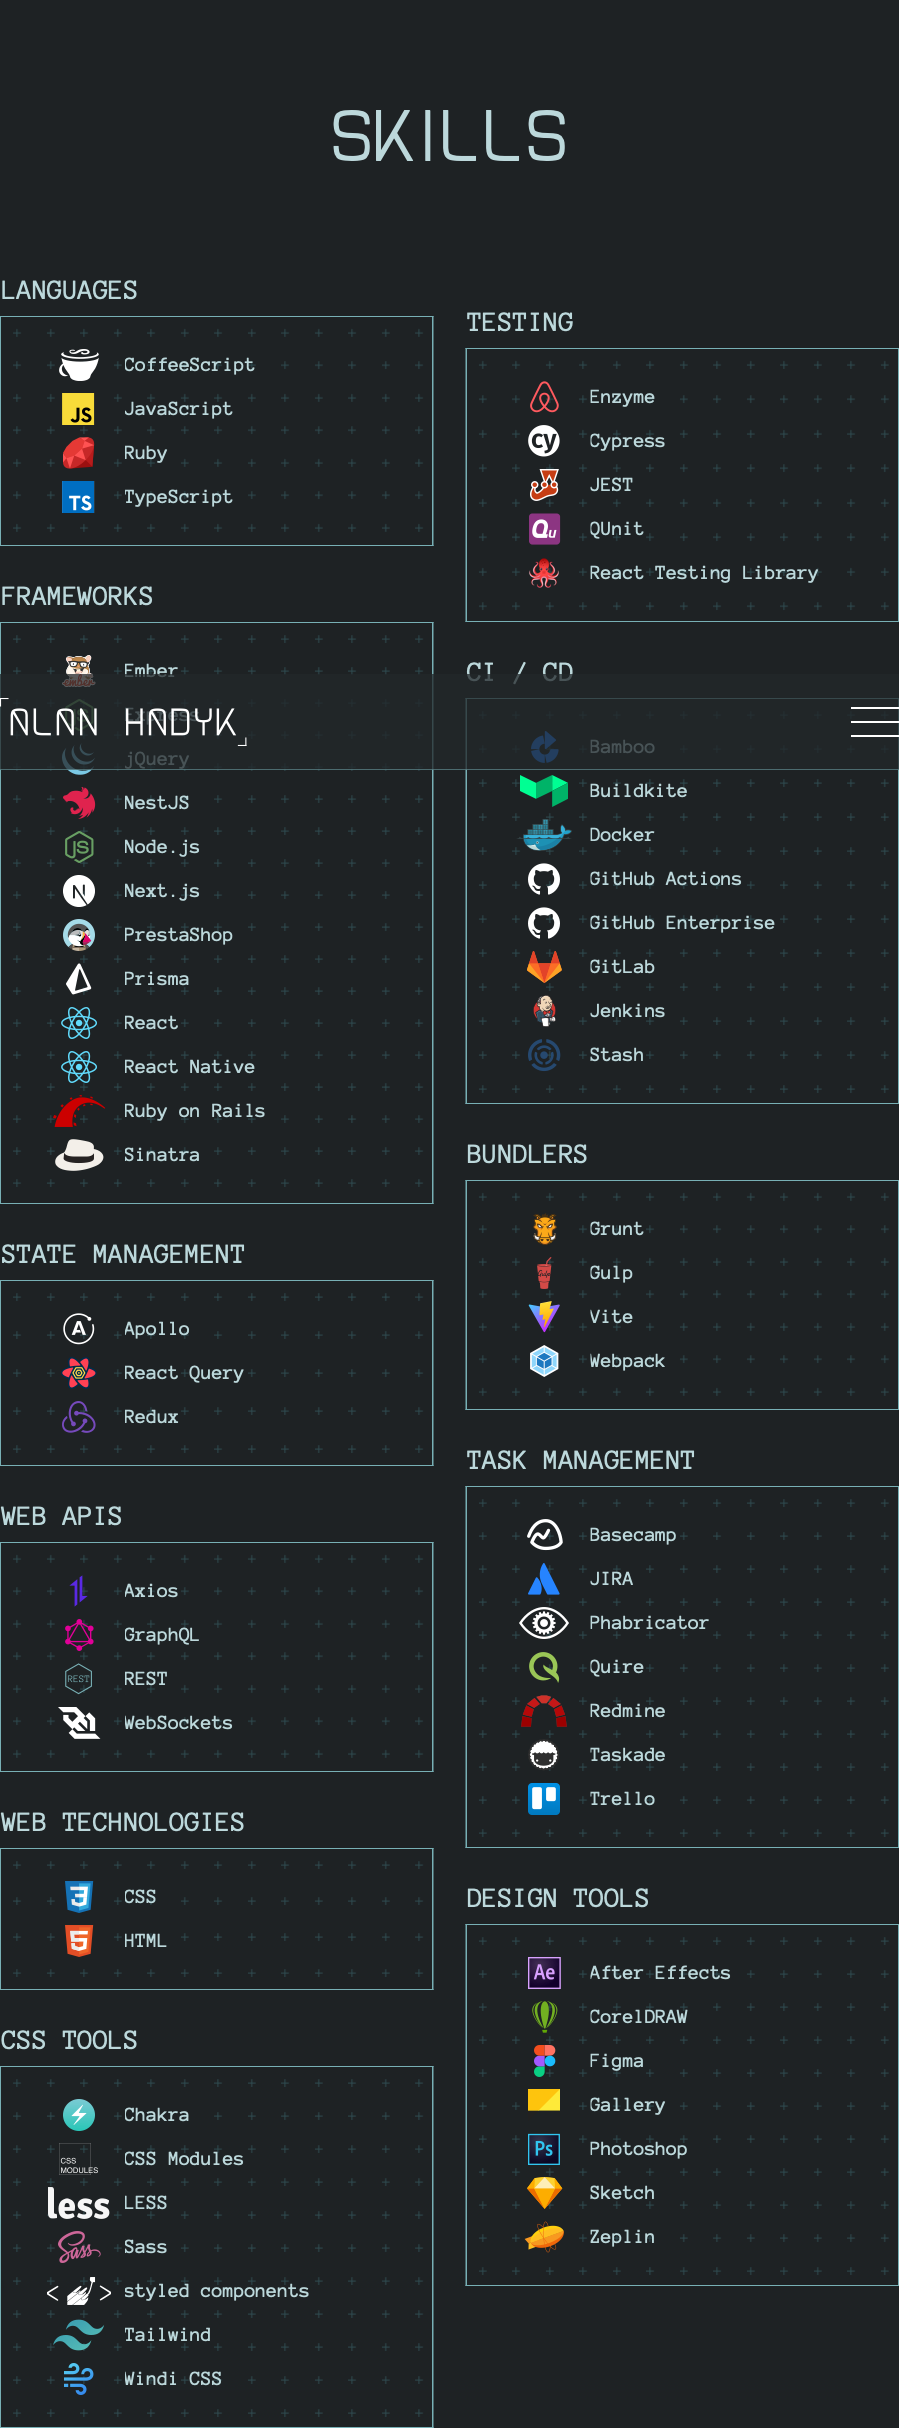 SKILLS
LANGUAGES
CoffeeScript
JS JavaScript
Ruby
TS TypeScript
FRAMEWORKS
Ember
Express
jQuery
NestJS
JS Node.js
N Next.js
PrestaShop
Prisma
React
React Native
Ruby on Rails
Sinatra
STATE MANAGEMENT
A Apollo
React Query
Redux
WEB APIS
Axios
GraphQL
REST REST
WebSockets
WEB TECHNOLOGIES
3 CSS
5 HTML
CSS TOOLS
Chakra
CSS MODULES CSS Modules
less LESS
Sass Sass
< > styled components
Tailwind
Windi CSS
TESTING
Enzyme
cy Cypress
JEST
Qu QUnit
React Testing Library
CI / CD
Bamboo
Buildkite
Docker
GitHub Actions
GitHub Enterprise
GitLab
Jenkins
Stash
BUNDLERS
Grunt
Gulp
Vite
Webpack
TASK MANAGEMENT
Basecamp
JIRA
Phabricator
Quire
Redmine
Taskade
Trello
DESIGN TOOLS
Ae After Effects
CorelDRAW
Figma
Gallery
Ps Photoshop
Sketch
Zeplin
ALAN HNDYK